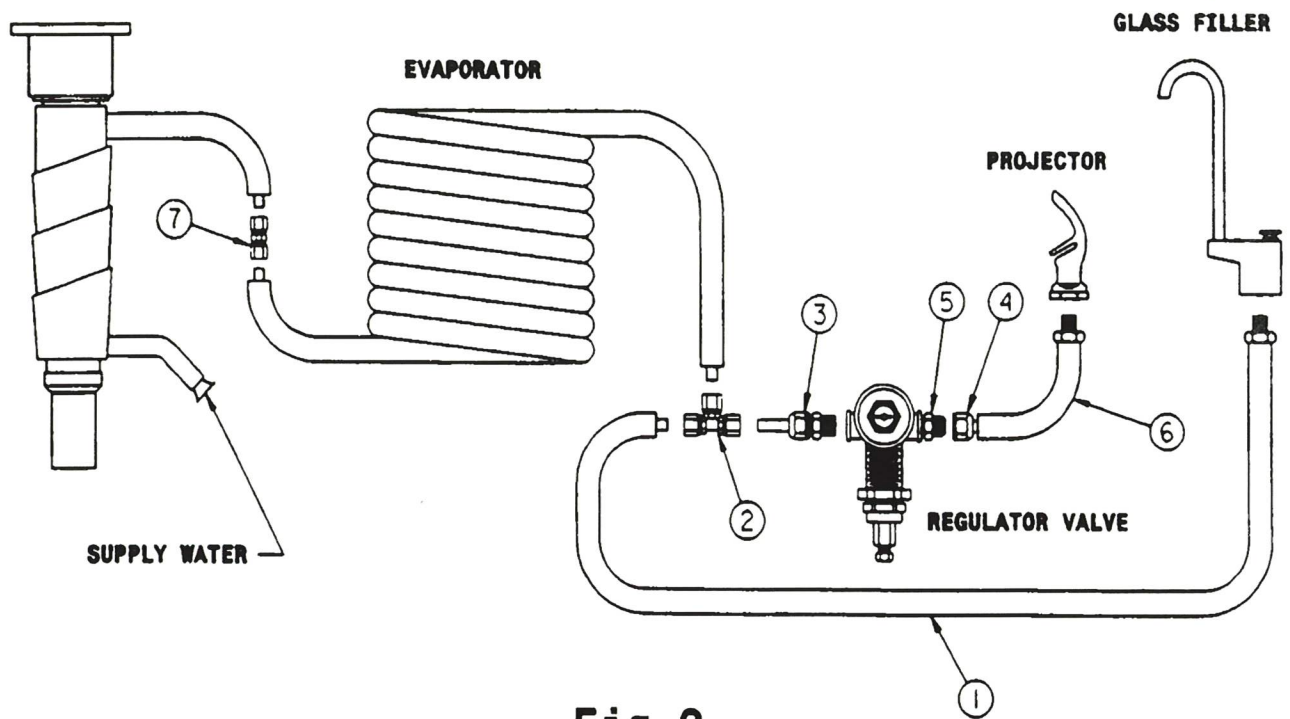 GLASS FILLER
EVAPORATOR
PROJECTOR
7
3
5
4
6
2
REGULATOR VALVE
SUPPLY WATER
1